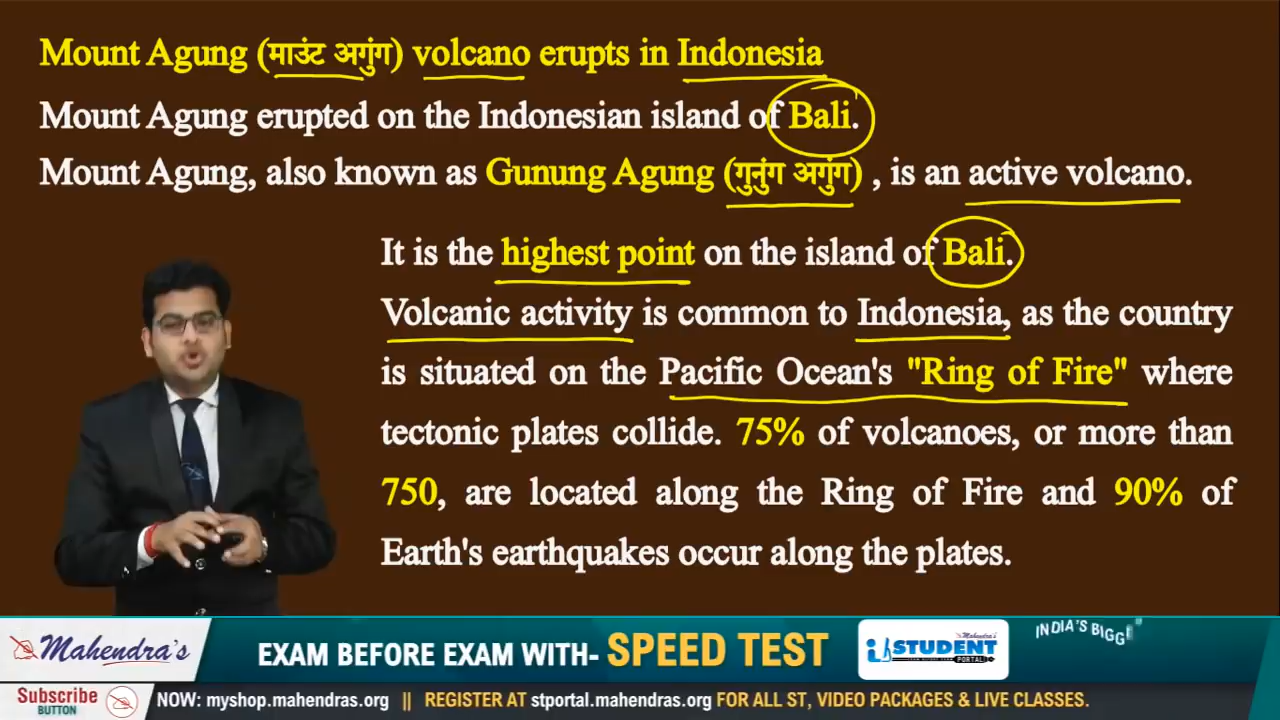 Mount Agung (माउंट अगुंग) volcano erupts in Indonesia
Mount Agung erupted on the Indonesian island of Bali.
Mount Agung, also known as Gunung Agung (गुनुंग अगुंग) , is an active volcano.
It is the highest point on the island of Bali.
Volcanic activity is common to Indonesia, as the country
is situated on the Pacific Ocean's "Ring of Fire" where
tectonic plates collide. 75% of volcanoes, or more than
750, are located along the Ring of Fire and 90% of
Earth's earthquakes occur along the plates.
Mahendra's
EXAM BEFORE EXAM WITH- SPEED TEST
Mahendra's
STUDENT
PORTAL
INDIA'S BIGG
Subscribe
BUTTON
NOW: myshop.mahendras.org || REGISTER AT stportal.mahendras.org FOR ALL ST, VIDEO PACKAGES & LIVE CLASSES.